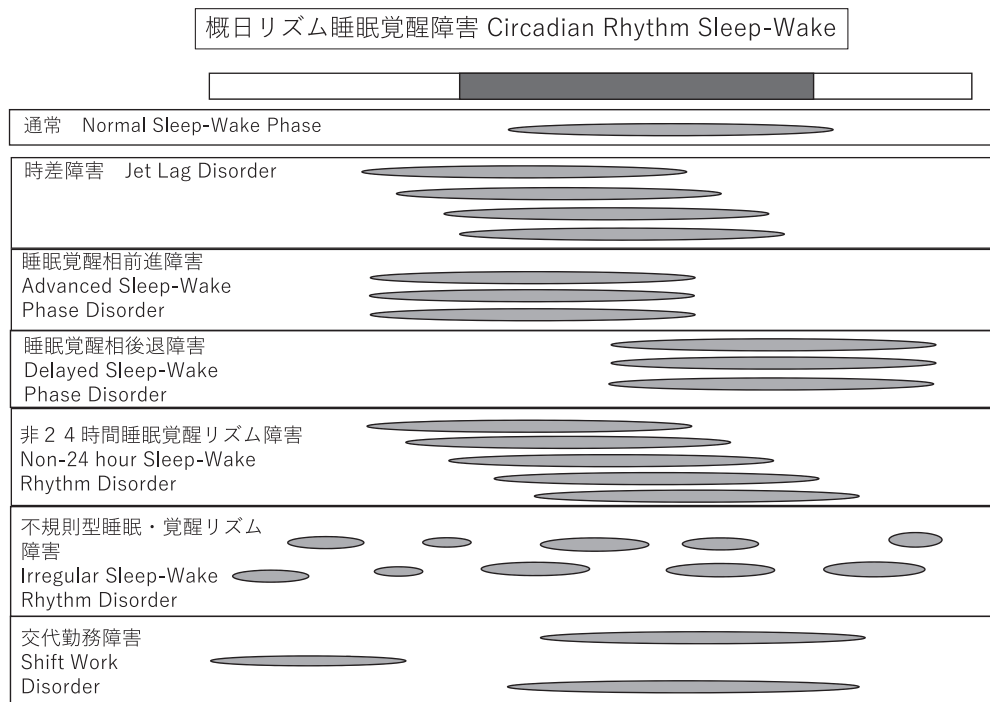 概日リズム睡眠覚醒障害 Circadian Rhythm Sleep-Wake
通常　Normal Sleep-Wake Phase
時差障害　Jet Lag Disorder
睡眠覚醒相前進障害
Advanced Sleep-Wake
Phase Disorder
睡眠覚醒相後退障害
Delayed Sleep-Wake
Phase Disorder
非２４時間睡眠覚醒リズム障害
Non-24 hour Sleep-Wake
Rhythm Disorder
不規則型睡眠・覚醒リズム
障害
Irregular Sleep-Wake
Rhythm Disorder
交代勤務障害
Shift Work
Disorder